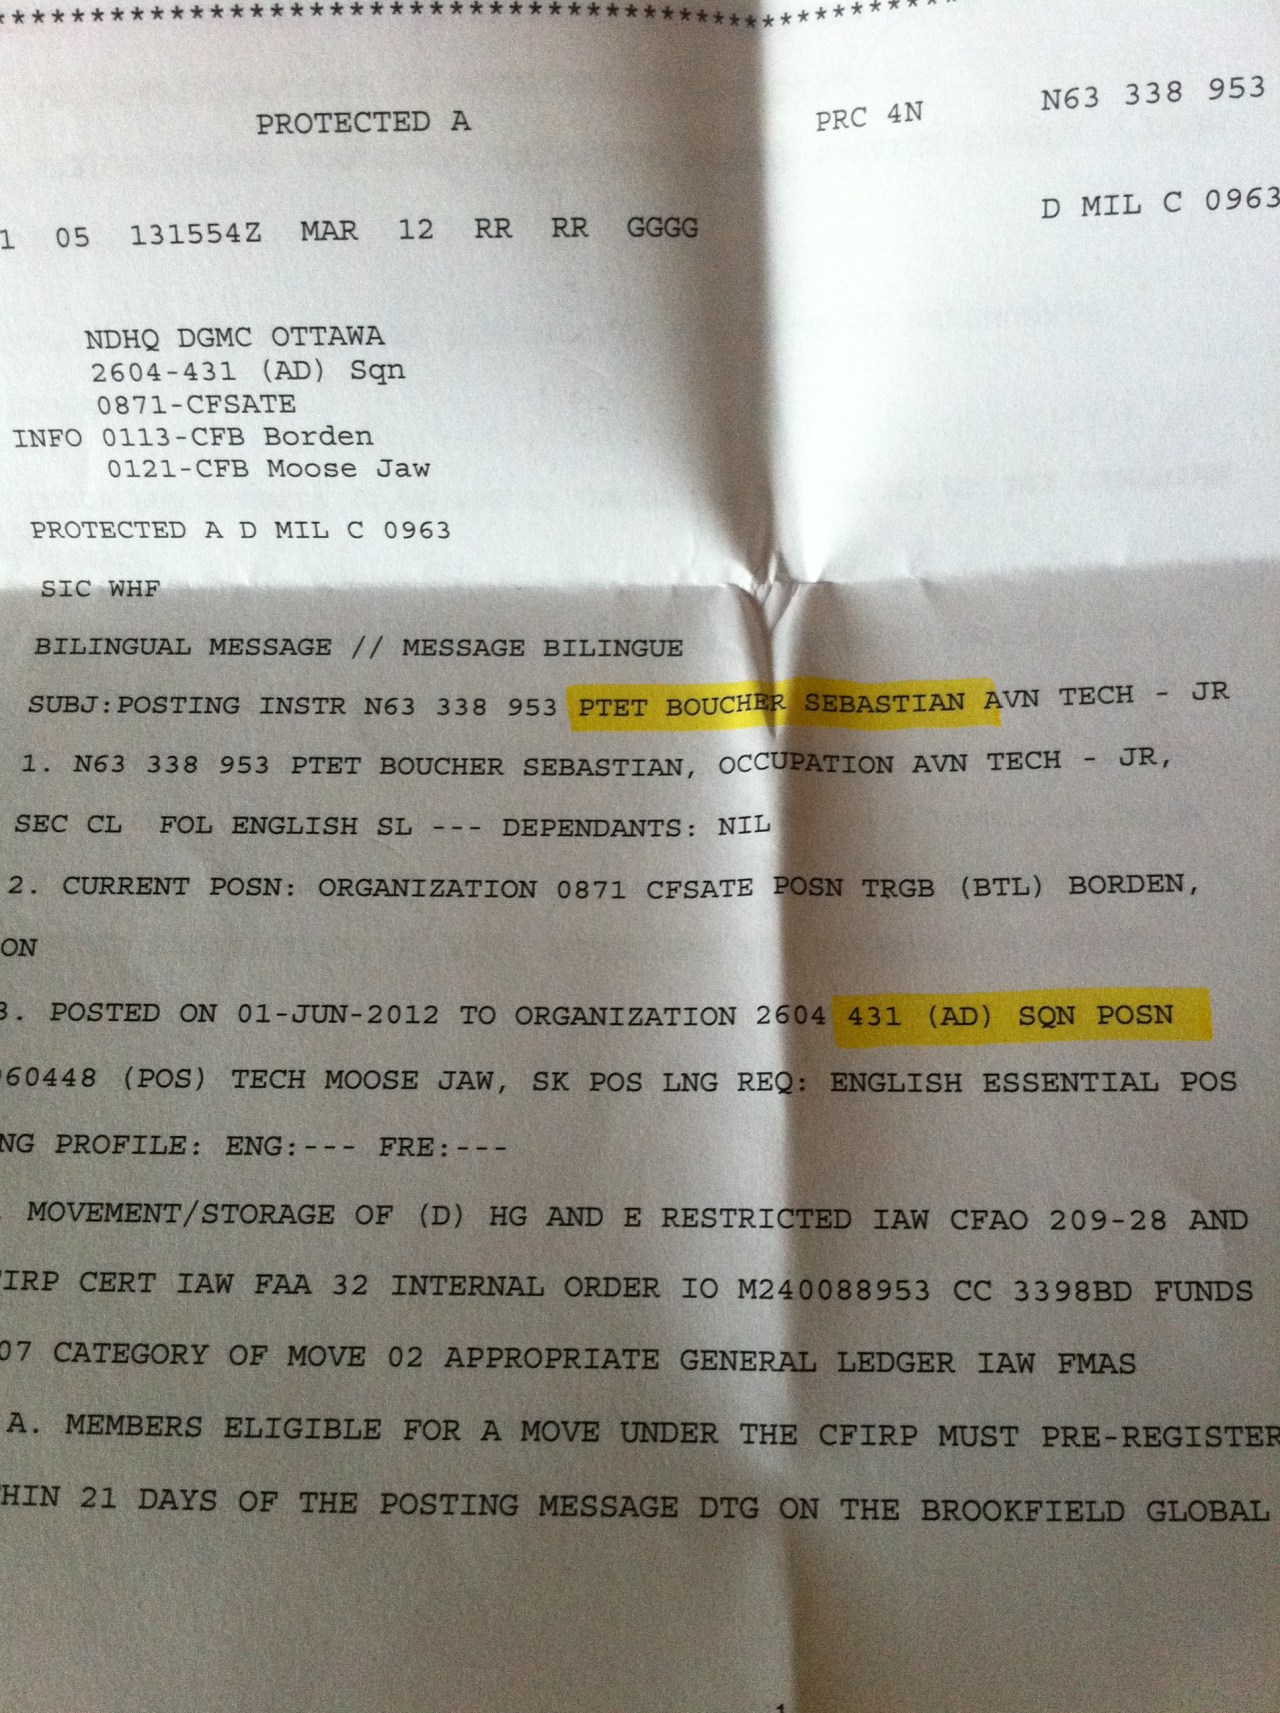 PROTECTED A PRC 4N N63 338 953
D MIL C 0963
1 05 131554Z MAR 12 RR RR GGGG
NDHQ DGMC OTTAWA
2604-431 (AD) Sqn
0871-CFSATE
INFO 0113-CFB Borden
0121-CFB Moose Jaw
PROTECTED A D MIL C 0963
SIC WHF
BILINGUAL MESSAGE // MESSAGE BILINGUE
SUBJ:POSTING INSTR N63 338 953 PTET BOUCHER SEBASTIAN AVN TECH - JR
1. N63 338 953 PTET BOUCHER SEBASTIAN, OCCUPATION AVN TECH - JR,
SEC CL FOL ENGLISH SL --- DEPENDANTS: NIL
2. CURRENT POSN: ORGANIZATION 0871 CFSATE POSN TRGB (BTL) BORDEN,
ON
3. POSTED ON 01-JUN-2012 TO ORGANIZATION 2604 431 (AD) SQN POSN
60448 (POS) TECH MOOSE JAW, SK POS LNG REQ: ENGLISH ESSENTIAL POS
NG PROFILE: ENG:--- FRE:---
MOVEMENT/STORAGE OF (D) HG AND E RESTRICTED IAW CFAO 209-28 AND
FIRP CERT IAW FAA 32 INTERNAL ORDER IO M240088953 CC 3398BD FUNDS
07 CATEGORY OF MOVE 02 APPROPRIATE GENERAL LEDGER IAW FMAS
A. MEMBERS ELIGIBLE FOR A MOVE UNDER THE CFIRP MUST PRE-REGISTER
HIN 21 DAYS OF THE POSTING MESSAGE DTG ON THE BROOKFIELD GLOBAL